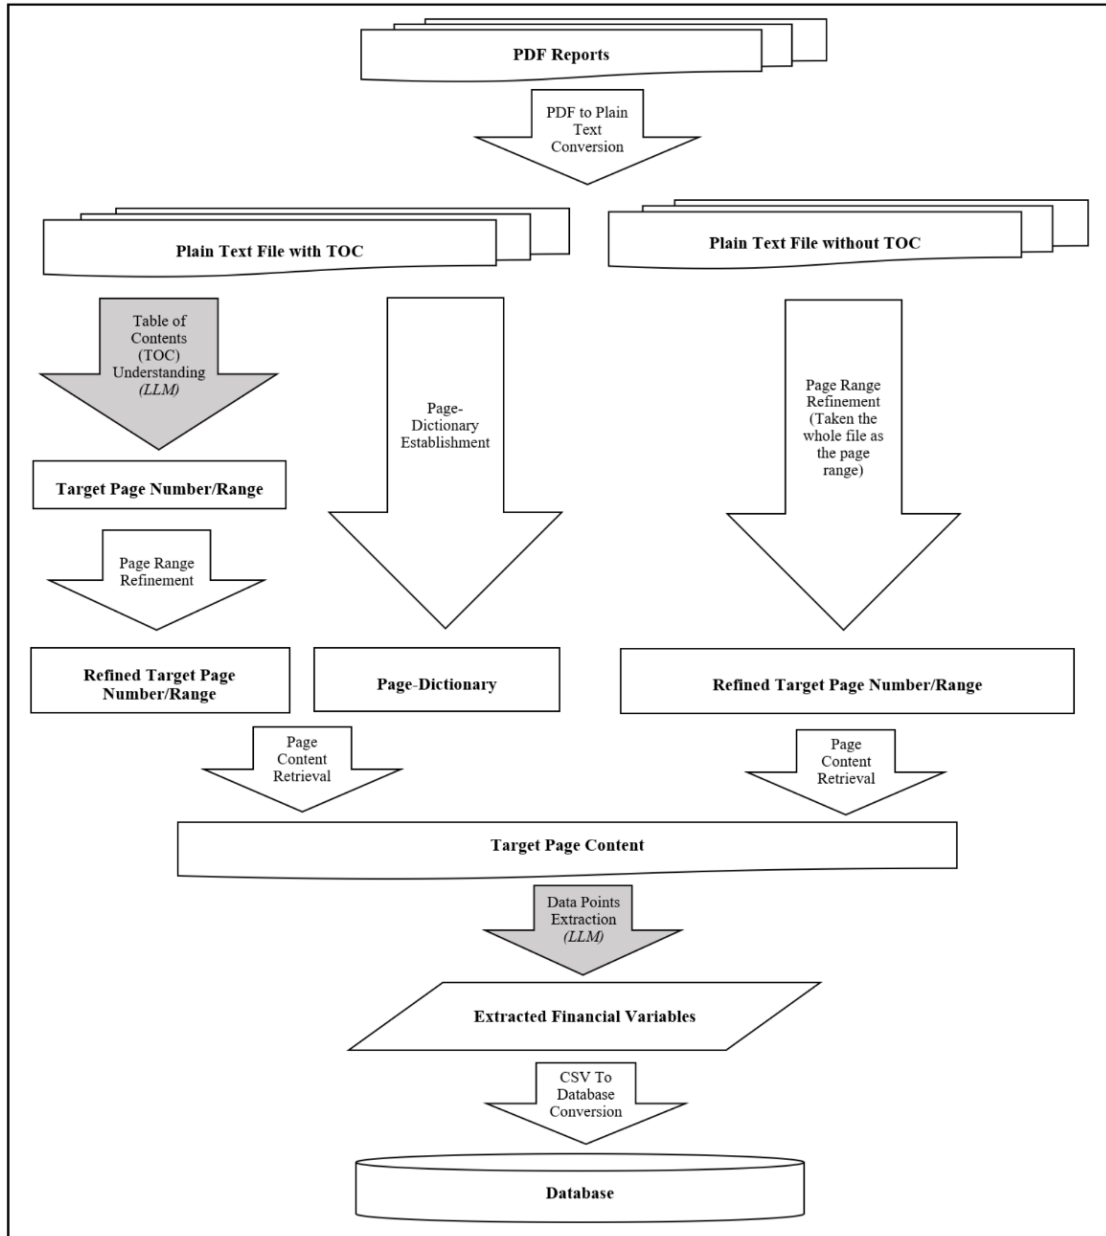 PDF Reports
PDF to Plain
Text
Conversion
Plain Text File with TOC
Plain Text File without TOC
Table of
Contents
(TOC)
Understanding
(LLM)
Page-
Dictionary
Establishment
Page Range
Refinement
(Taken the
whole file as
the page
range)
Target Page Number/Range
Page Range
Refinement
Refined Target Page
Number/Range
Page-Dictionary
Refined Target Page Number/Range
Page
Content
Retrieval
Page
Content
Retrieval
Target Page Content
Data Points
Extraction
(LLM)
Extracted Financial Variables
CSV To
Database
Conversion
Database